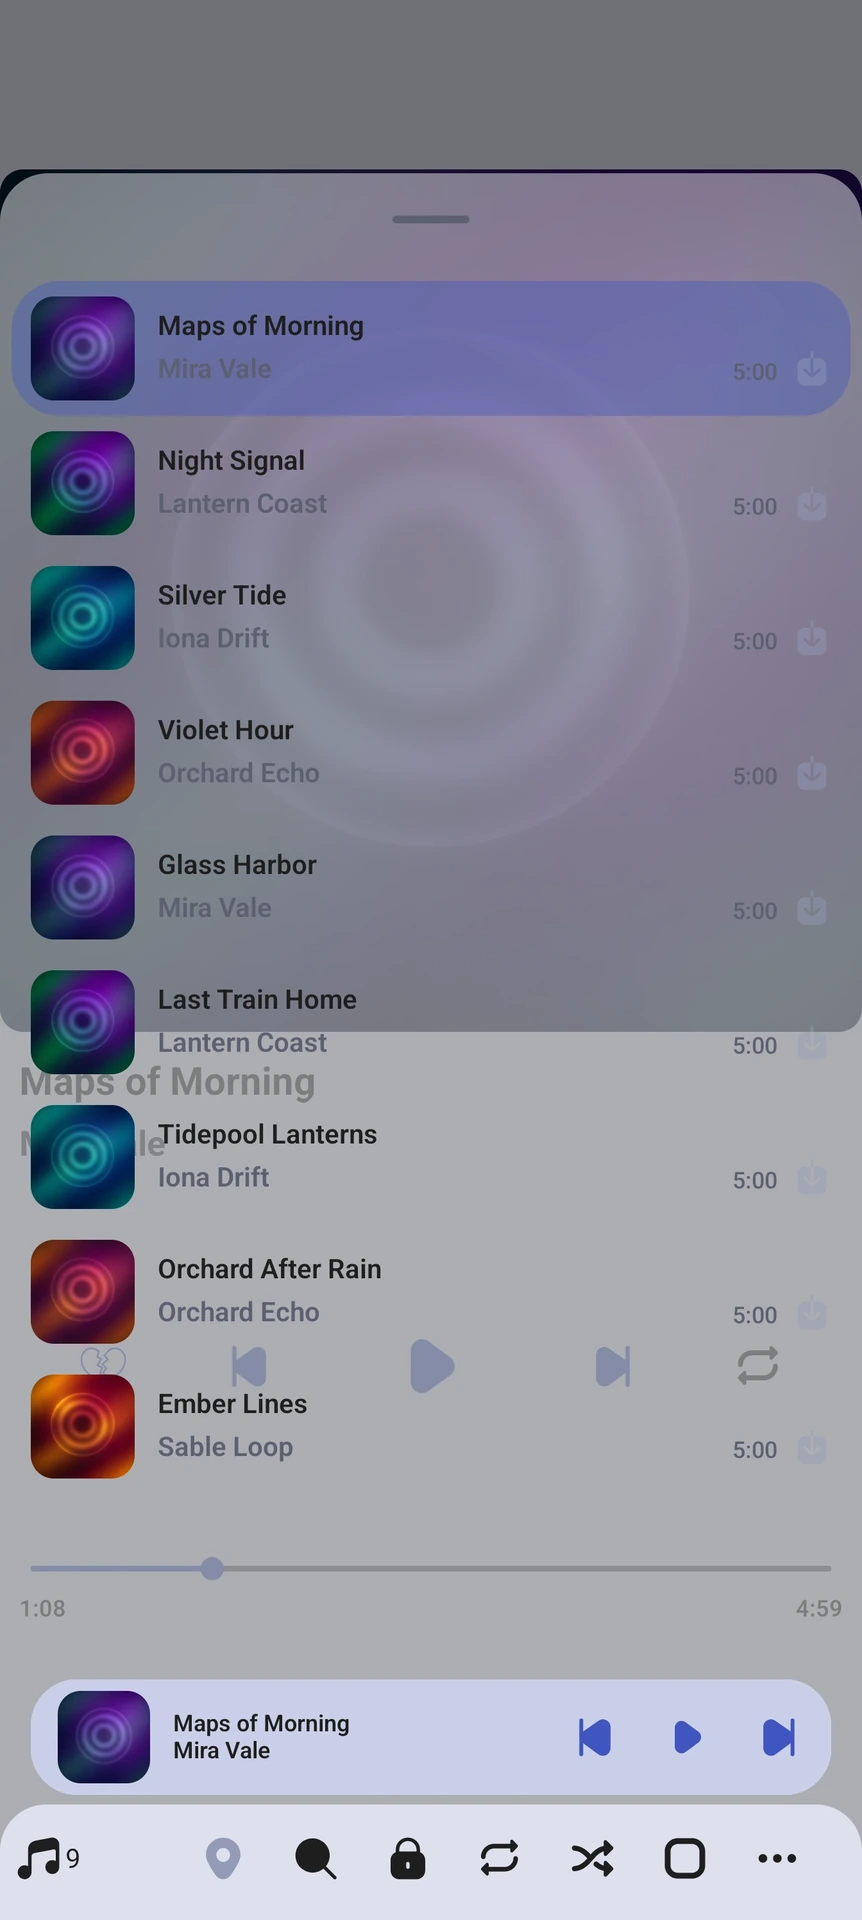 Maps of Morning
Mira Vale
5:00
Night Signal
Lantern Coast
5:00
Silver Tide
Iona Drift
5:00
Violet Hour
Orchard Echo
5:00
Glass Harbor
Mira Vale
5:00
Last Train Home
Lantern Coast
5:00
Maps of Morning
Tidepool Lanterns
Iona Drift
5:00
Orchard After Rain
Orchard Echo
5:00
Ember Lines
Sable Loop
5:00
1:08
4:59
Maps of Morning
Mira Vale
9